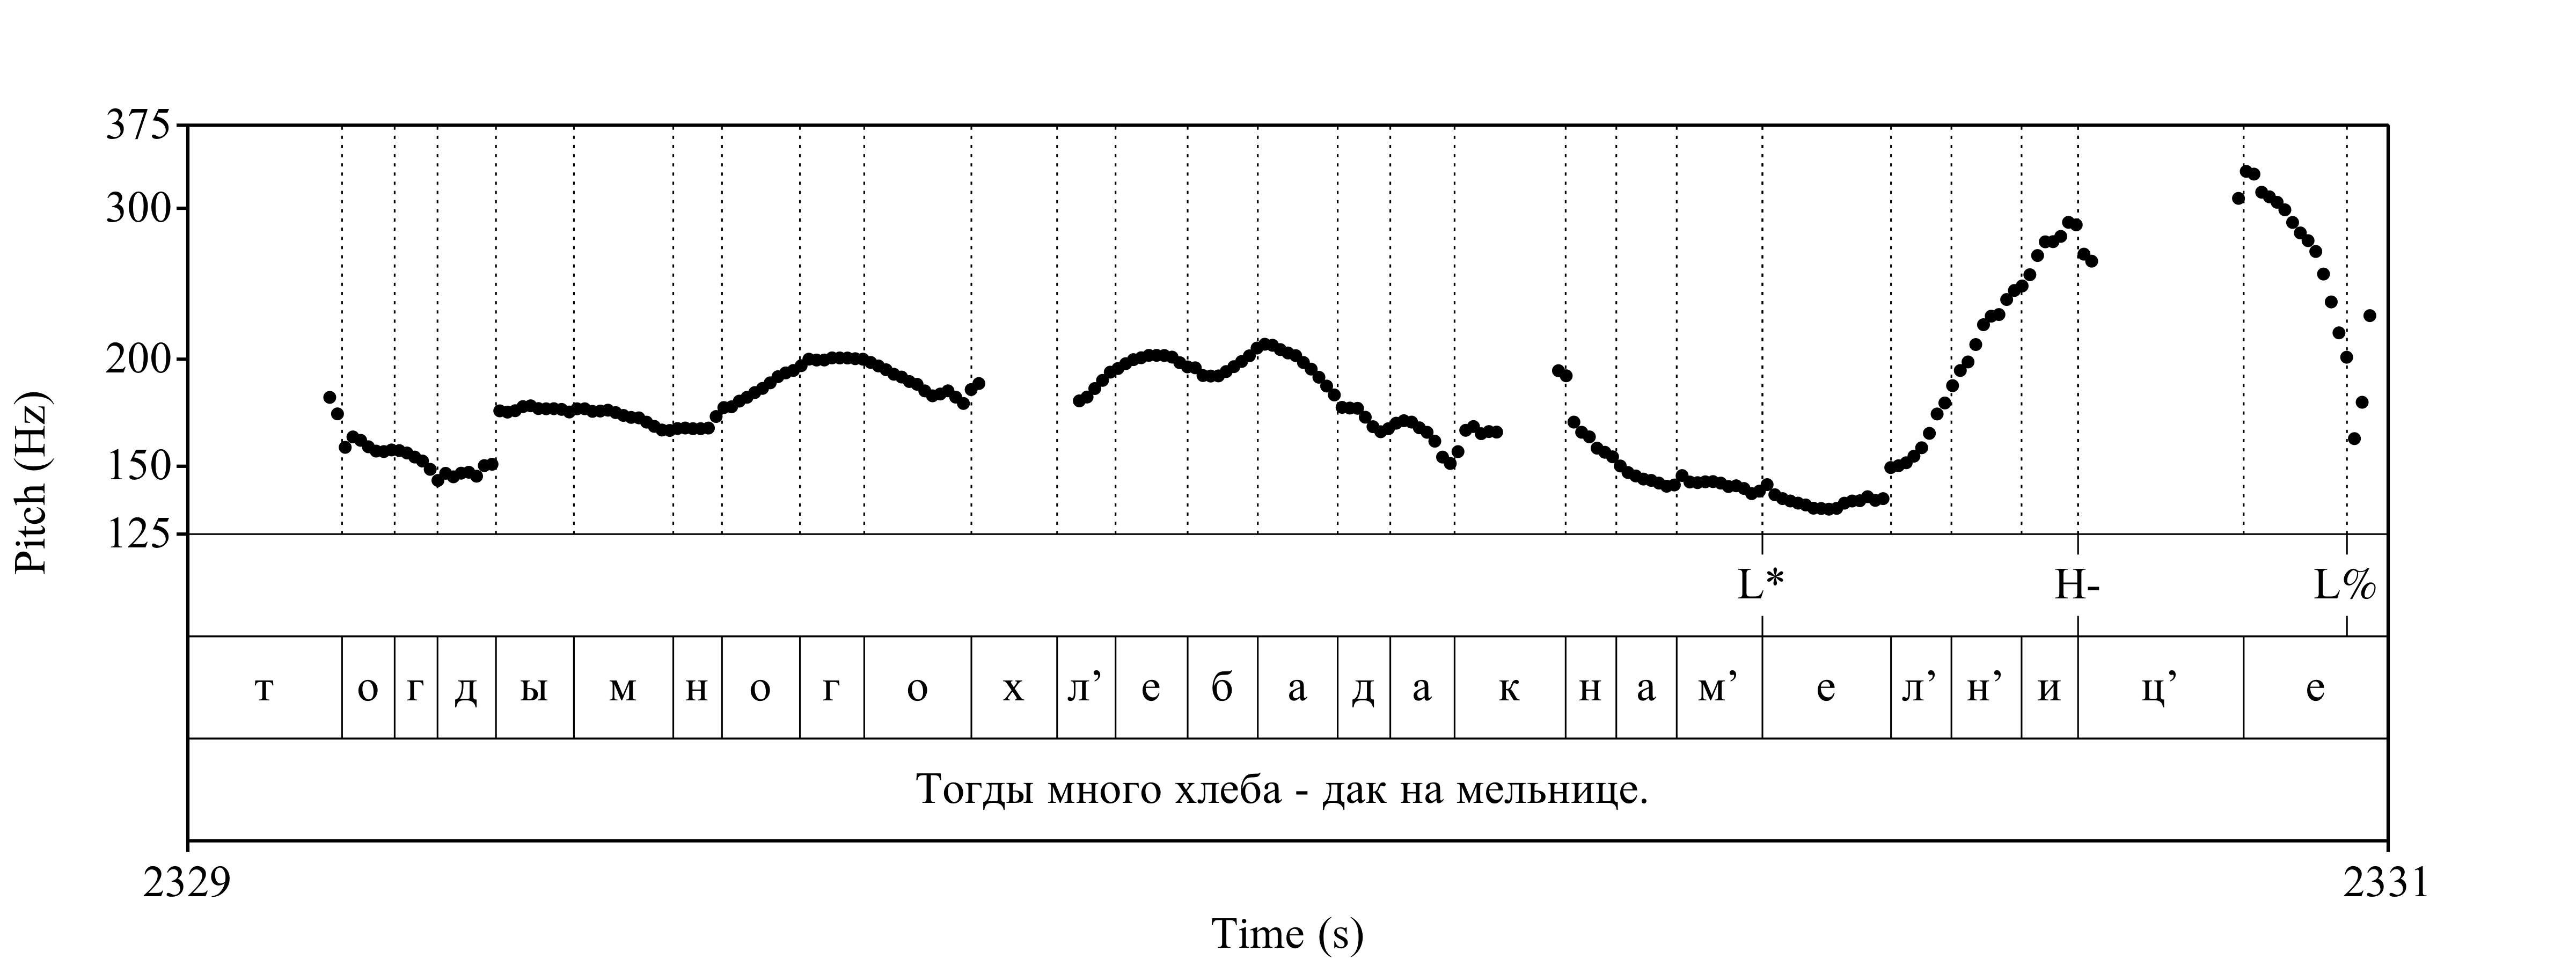 375
300
200
150
125
Pitch (Hz)
L* H- L%
т о г д ы м н о г о х л’ е б а д а к н а м’ е л’ н’ и ц’ е
Тогды много хлеба - дак на мельнице.
2329 2331
Time (s)